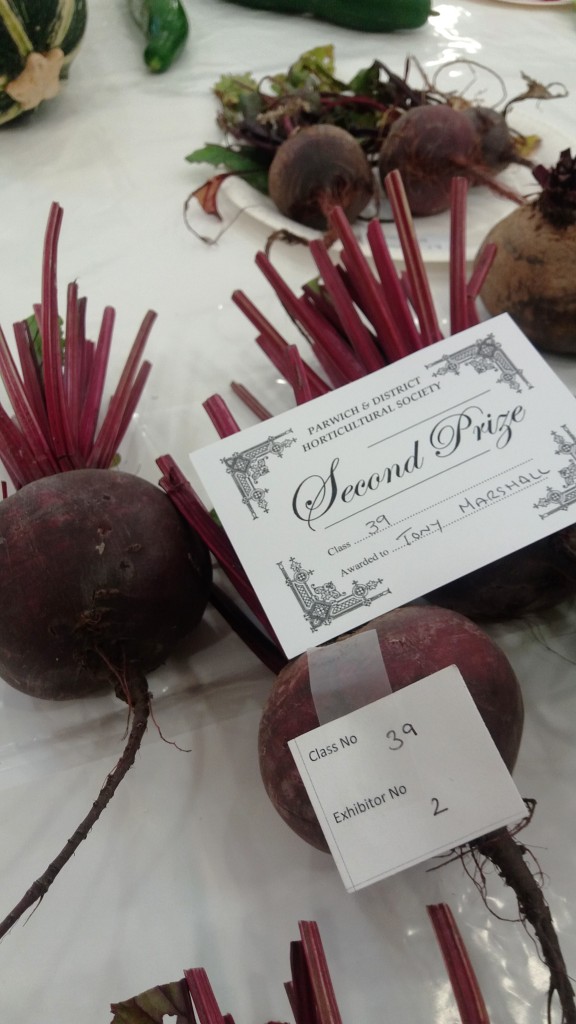 PARWICH & DISTRICT
HORTICULTURAL SOCIETY
Second Prize
Class ...39
Awarded to ...TONY MARSHALL
Class No 39
Exhibitor No 2